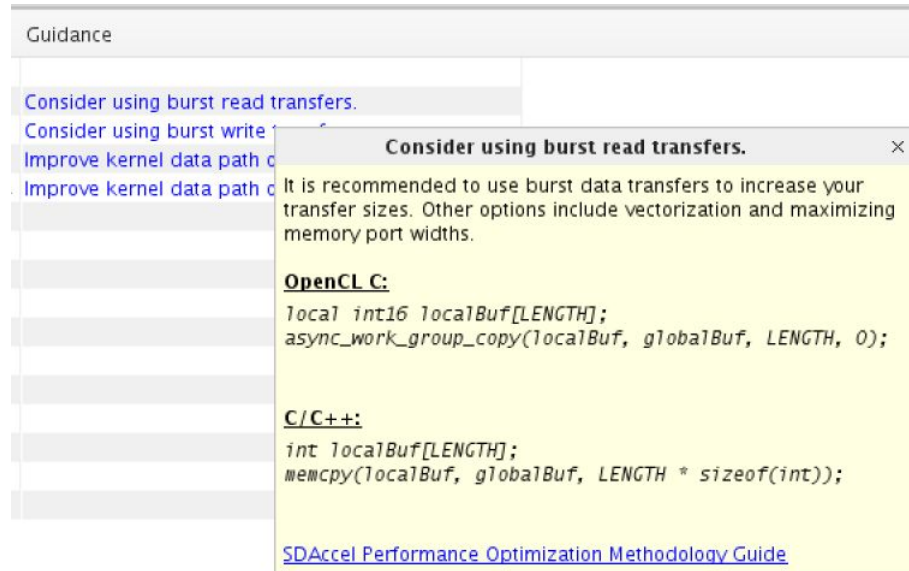 Guidance
Consider using burst read transfers.
Consider using burst write
Improve kernel data path
Improve kernel data path
Consider using burst read transfers.
It is recommended to use burst data transfers to increase your
transfer sizes. Other options include vectorization and maximizing
memory port widths.
OpenCL C:
local int16 localBuf[LENGTH];
async_work_group_copy(localBuf, globalBuf, LENGTH, 0);
C/C++:
int localBuf[LENGTH];
memcpy(localBuf, globalBuf, LENGTH * sizeof(int));
SDAccel Performance Optimization Methodology Guide